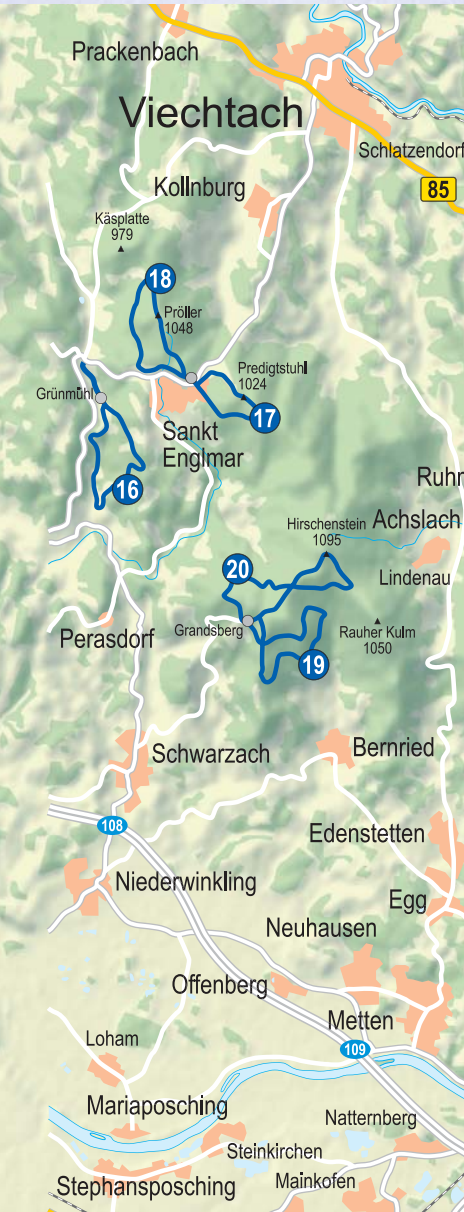 Prackenbach
Viechtach
Schlatzendorf
85
Kollnburg
Käsplatte
979
18
Pröller
1048
Predigtstuhl
1024
Grünmühl
17
Sankt
Englmar
16
Ruhr
Hirschenstein
1095
Achslach
20
Lindenau
Perasdorf
Grandsberg
Rauher Kulm
1050
19
Schwarzach
Bernried
108
Edenstetten
Niederwinkling
Egg
Neuhausen
Offenberg
Metten
Loham
109
Mariaposching
Natternberg
Steinkirchen
Stephansposching
Mainkofen